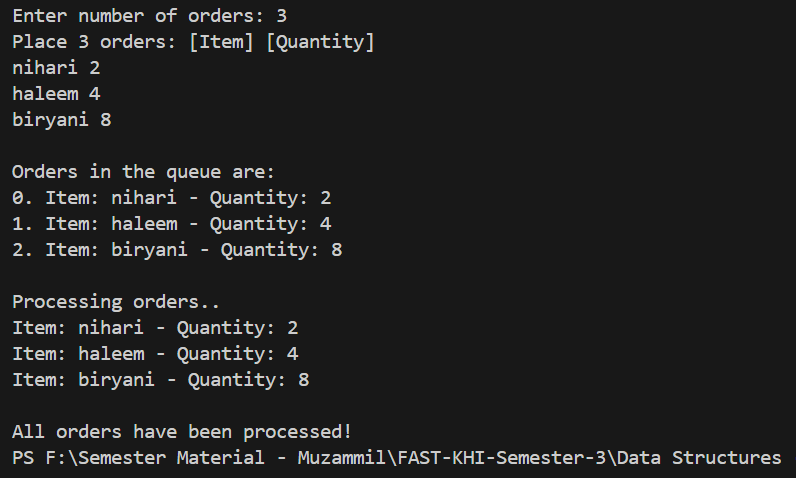 Enter number of orders: 3
Place 3 orders: [Item] [Quantity]
nihari 2
haleem 4
biryani 8
Orders in the queue are:
0. Item: nihari - Quantity: 2
1. Item: haleem - Quantity: 4
2. Item: biryani - Quantity: 8
Processing orders..
Item: nihari - Quantity: 2
Item: haleem - Quantity: 4
Item: biryani - Quantity: 8
All orders have been processed!
PS F:\Semester Material - Muzammil\FAST-KHI-Semester-3\Data Structures